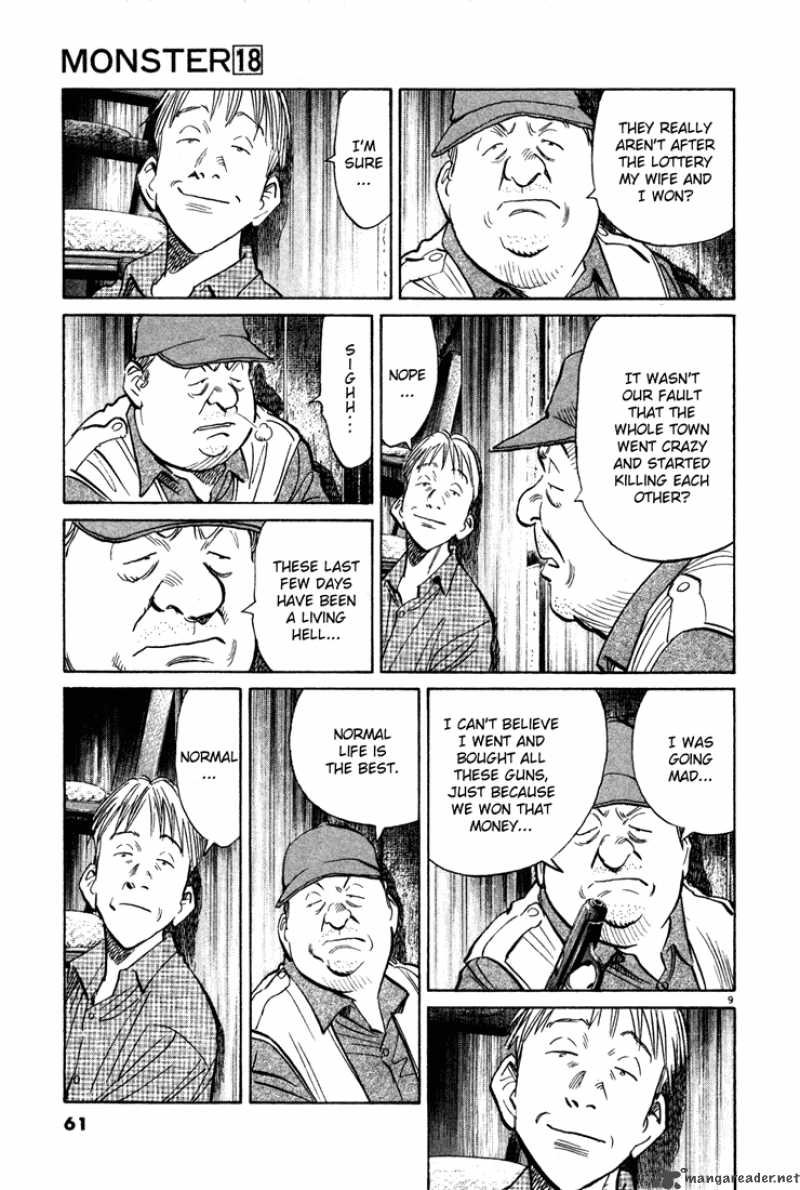 MONSTER 18
THEY REALLY
AREN'T AFTER
THE LOTTERY
MY WIFE AND
I WON?
I'M
SURE
...
IT WASN'T
OUR FAULT
THAT THE
WHOLE TOWN
WENT CRAZY
AND STARTED
KILLING EACH
OTHER?
NOPE
...
SIGHH...
THESE LAST
FEW DAYS
HAVE BEEN
A LIVING
HELL...
I WAS
GOING
MAD...
I CAN'T BELIEVE
I WENT AND
BOUGHT ALL
THESE GUNS,
JUST BECAUSE
WE WON THAT
MONEY...
NORMAL
LIFE IS
THE BEST.
NORMAL
...
9
61
mangareader.net